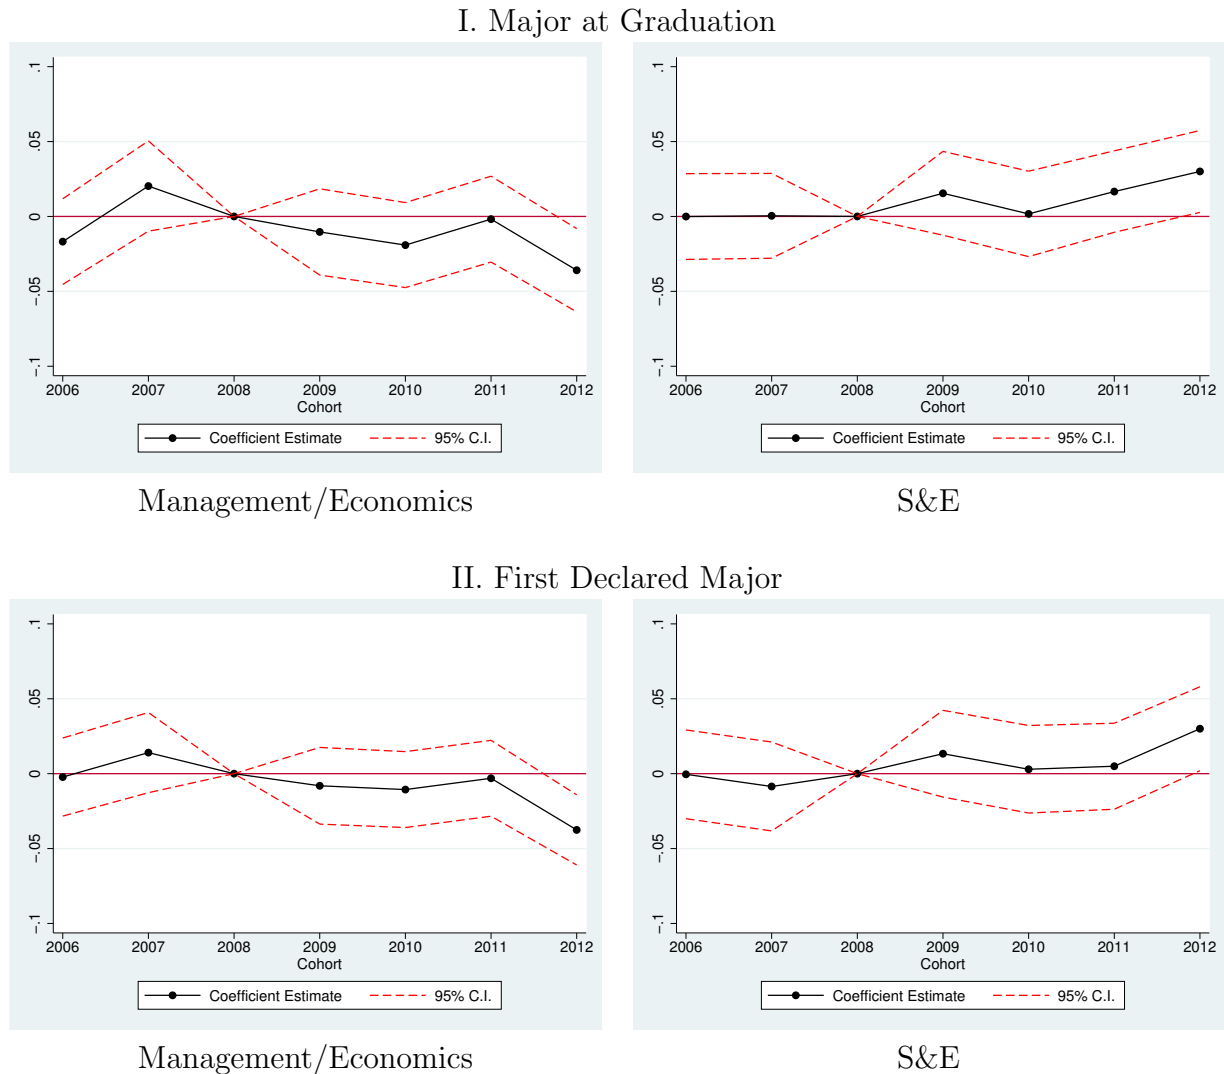 I. Major at Graduation
.1
.05
0
-.05
-.1
2006 2007 2008 2009 2010 2011 2012
Cohort
Coefficient Estimate 95% C.I.
Management/Economics
.1
.05
0
-.05
-.1
2006 2007 2008 2009 2010 2011 2012
Cohort
Coefficient Estimate 95% C.I.
S&E
II. First Declared Major
.1
.05
0
-.05
-.1
2006 2007 2008 2009 2010 2011 2012
Cohort
Coefficient Estimate 95% C.I.
Management/Economics
.1
.05
0
-.05
-.1
2006 2007 2008 2009 2010 2011 2012
Cohort
Coefficient Estimate 95% C.I.
S&E